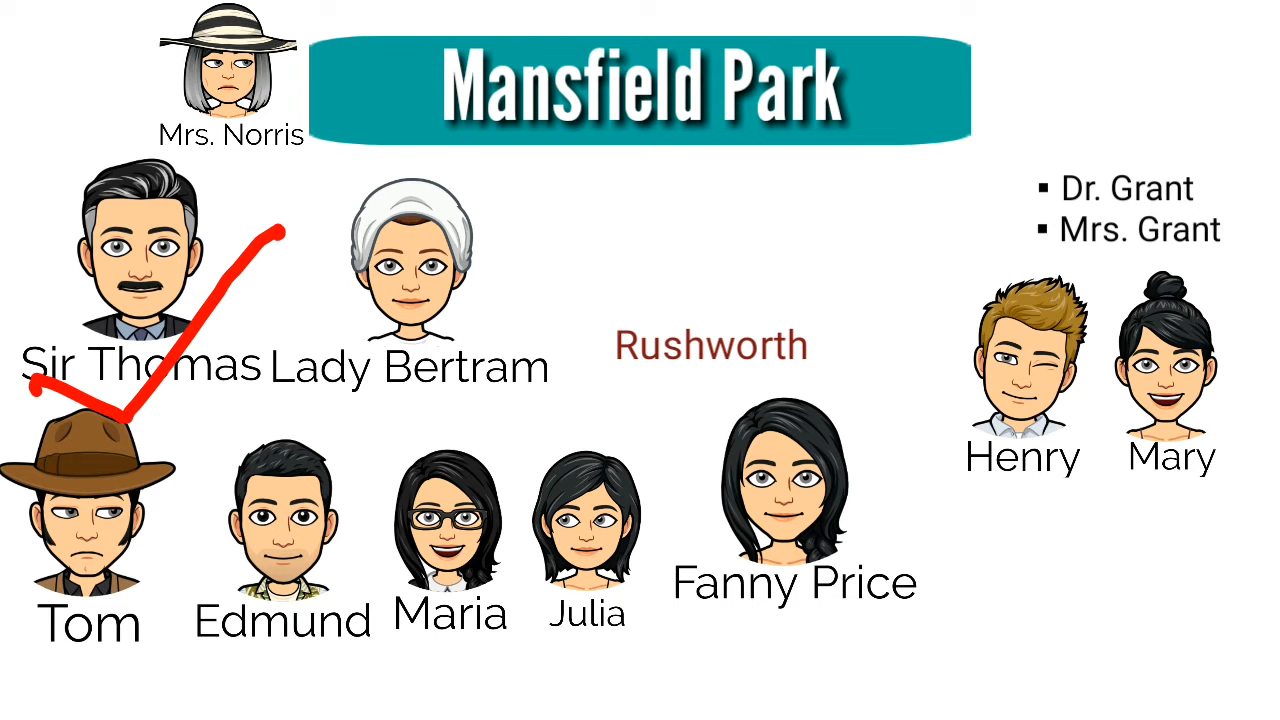 Mansfield Park
Mrs. Norris
▪ Dr. Grant
▪ Mrs. Grant
Sir Thomas
Lady Bertram
Rushworth
Henry
Mary
Tom
Edmund
Maria
Julia
Fanny Price